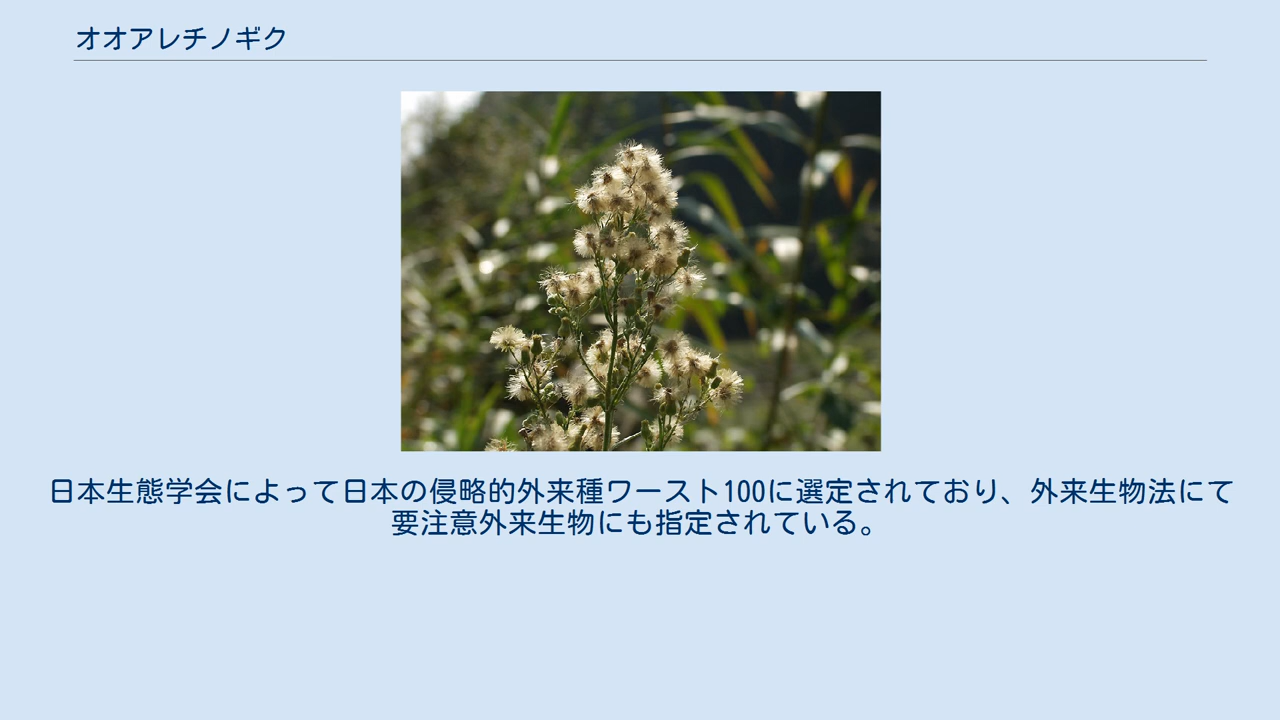 オオアレチノギク
日本生態学会によって日本の侵略的外来種ワースト100に選定されており、外来生物法にて
要注意外来生物にも指定されている。